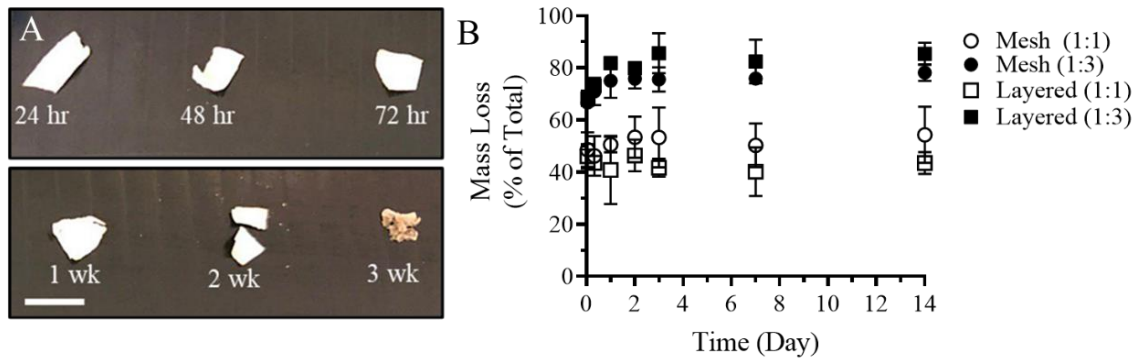 A
24 hr 48 hr 72 hr
1 wk 2 wk 3 wk
B
Mass Loss
(% of Total)
100
80
60
40
20
0
0 2 4 6 8 10 12 14
Time (Day)
Mesh (1:1)
Mesh (1:3)
Layered (1:1)
Layered (1:3)